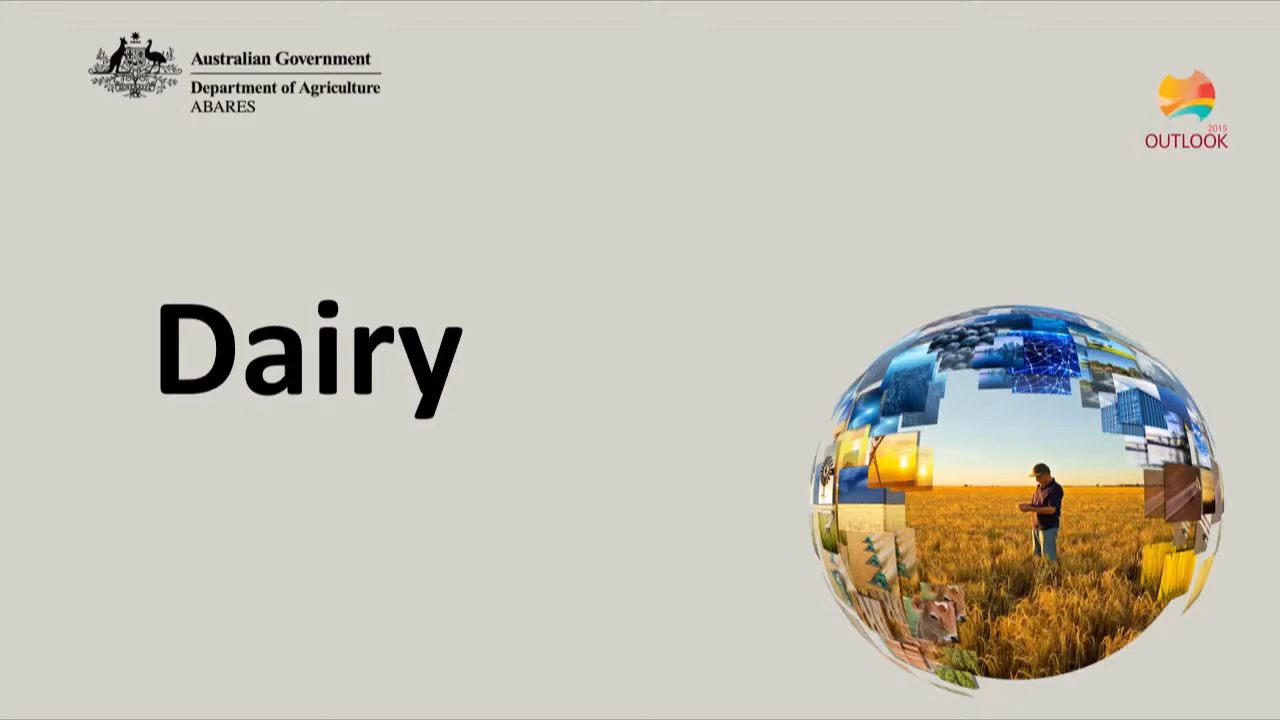 Australian Government
Department of Agriculture
ABARES
2015
OUTLOOK
Dairy